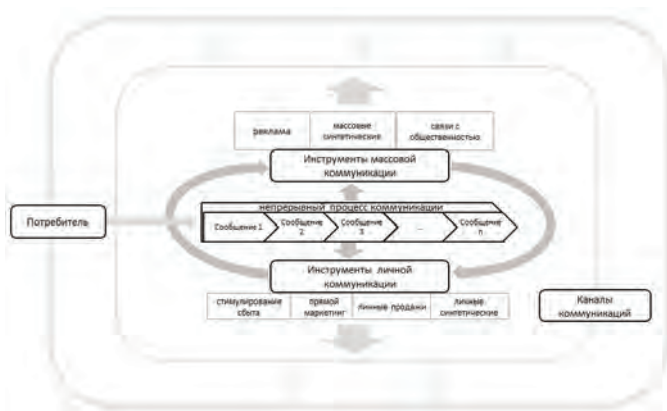 реклама
массовые
синтетические
связи с
общественностью
Инструменты массовой
коммуникации
непрерывный процесс коммуникации
Потребитель
Сообщение 1
Сообщение
2
Сообщение
3
...
Сообщение
n
Инструменты личной
коммуникации
стимулирование
сбыта
прямой
маркетинг
личные продажи
личные
синтетические
Каналы
коммуникаций